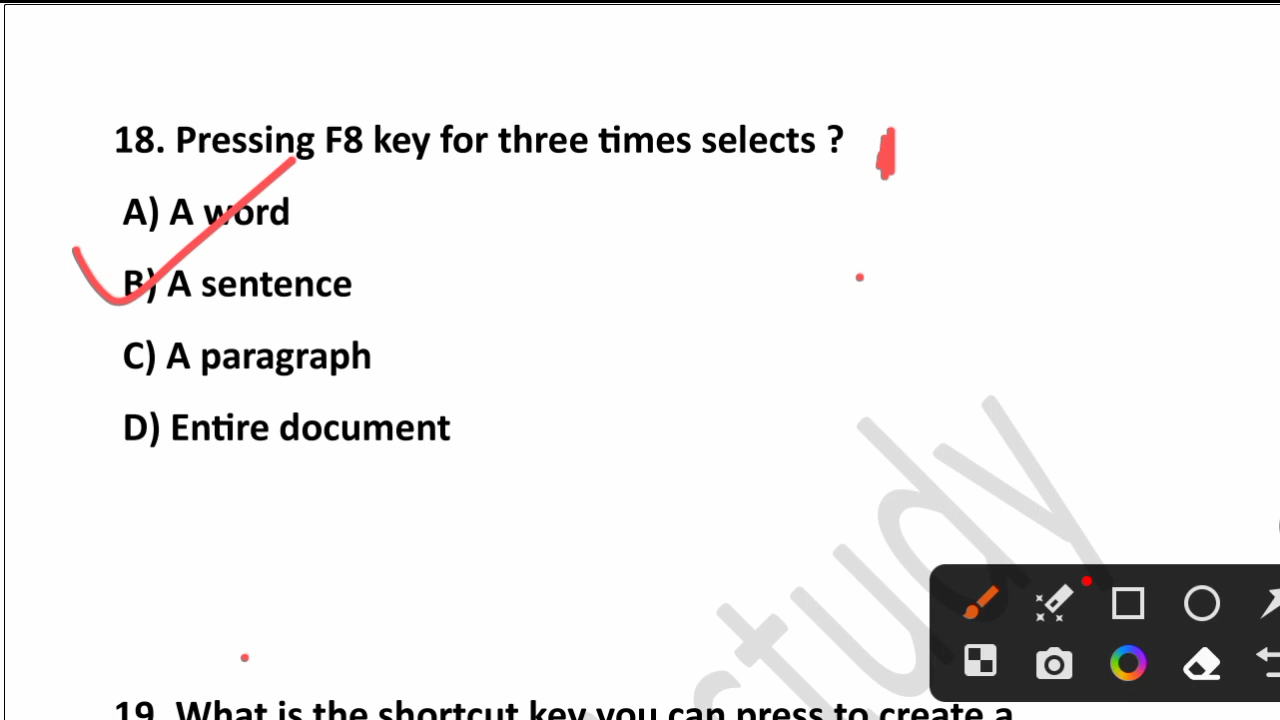 18. Pressing F8 key for three times selects ?
A) A word
B) A sentence
C) A paragraph
D) Entire document
study
19. What is the shortcut key you can press to create a